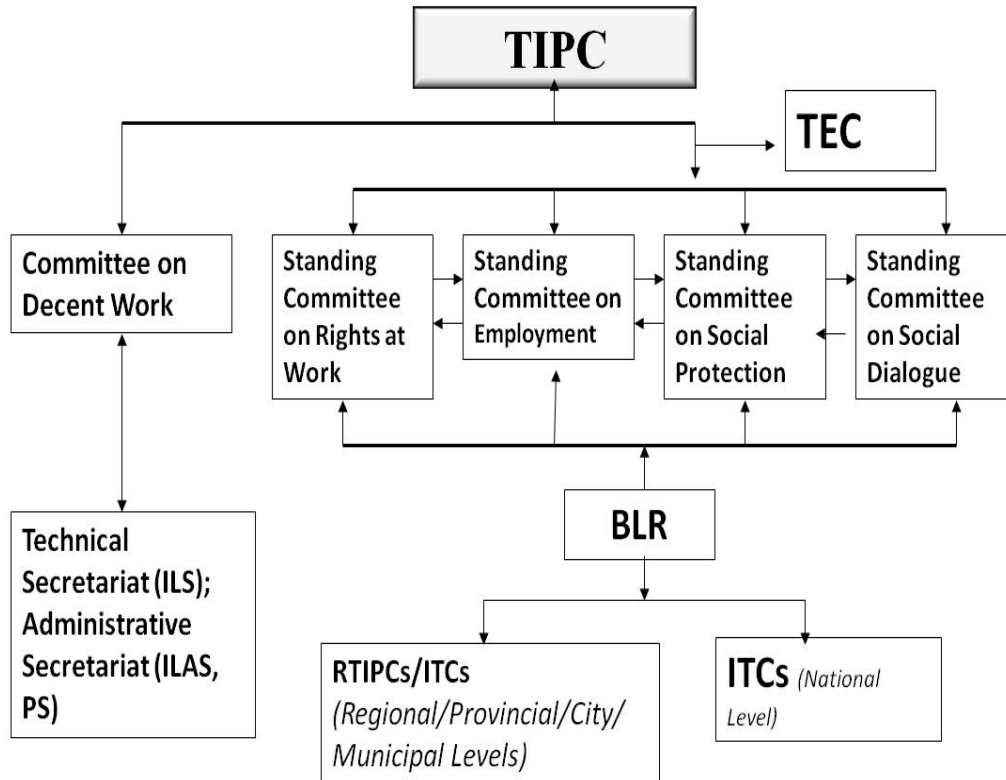 TIPC
TEC
Committee on
Decent Work
Standing
Committee
on Rights at
Work
Standing
Committee on
Employment
Standing
Committee
on Social
Protection
Standing
Committee
on Social
Dialogue
BLR
Technical
Secretariat (ILS);
Administrative
Secretariat (ILAS,
PS)
RTIPCs/ITCs
(Regional/Provincial/City/
Municipal Levels)
ITCs (National
Level)